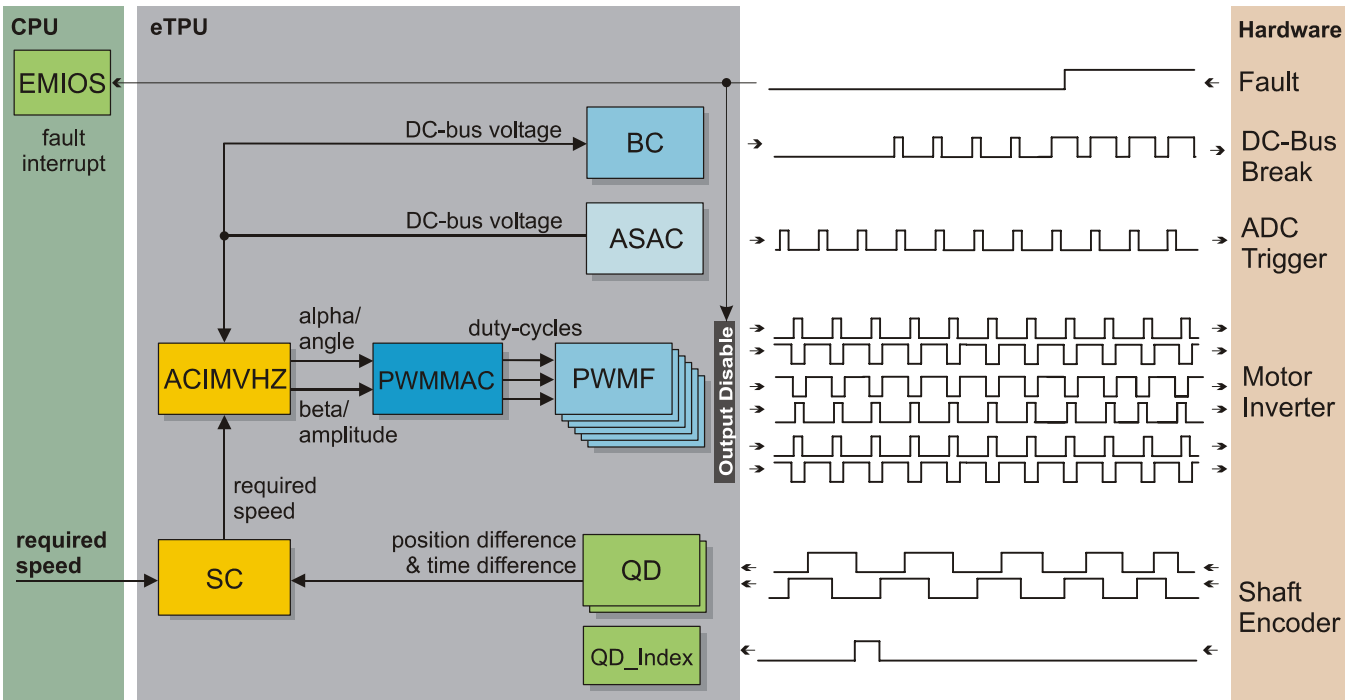 CPU
eTPU
Hardware
EMIOS
fault
interrupt
Fault
DC-bus voltage
BC
DC-Bus
Break
DC-bus voltage
ASAC
ADC
Trigger
alpha/
angle
duty-cycles
ACIMVHZ
PWMMAC
PWMF
Output Disable
Motor
Inverter
beta/
amplitude
required
speed
required
speed
SC
position difference
& time difference
QD
Shaft
Encoder
QD_Index